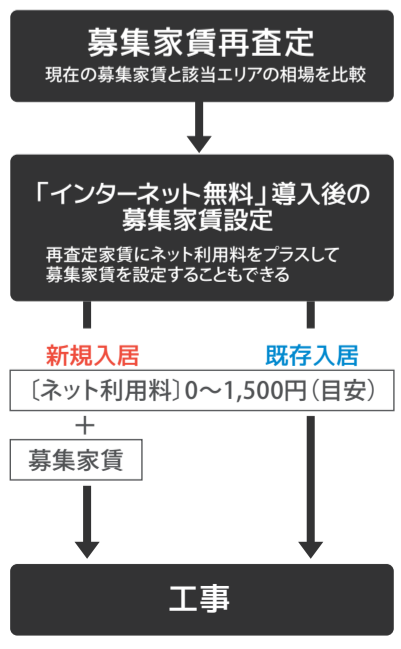 募集家賃再査定
現在の募集家賃と該当エリアの相場を比較
「インターネット無料」導入後の
募集家賃設定
再査定家賃にネット利用料をプラスして
募集家賃を設定することもできる
新規入居
既存入居
〔ネット利用料〕0～1,500円（目安）
＋
募集家賃
工事